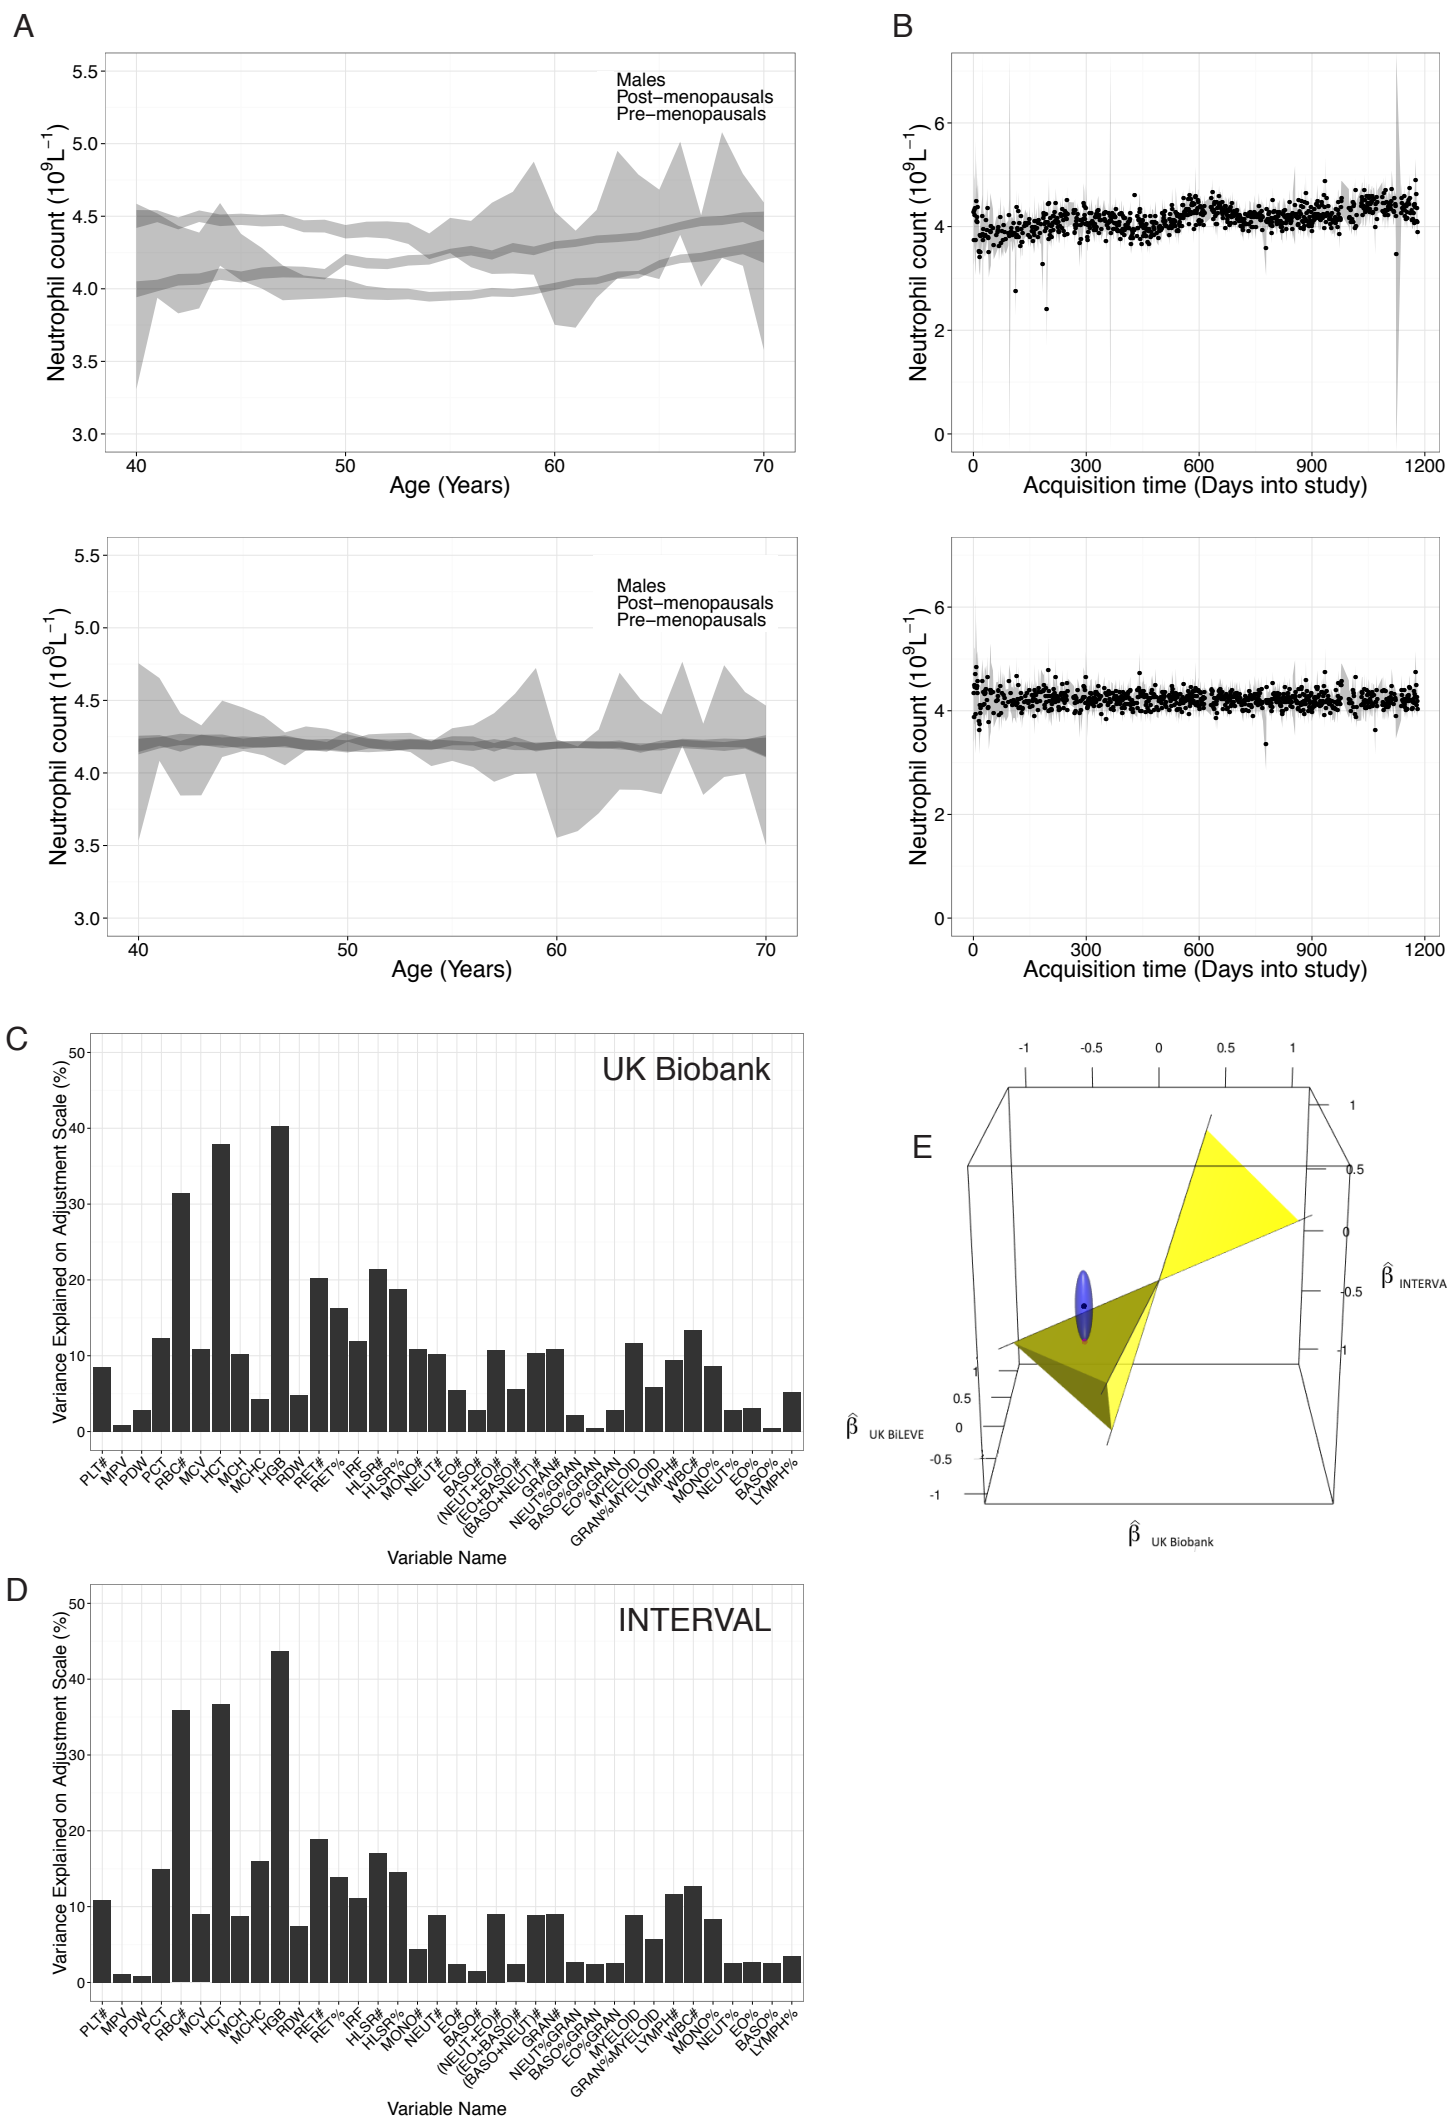 A
5.5
5.0
4.5
4.0
3.5
3.0
Neutrophil count (10⁹L⁻¹)
Males
Post−menopausals
Pre−menopausals
40 50 60 70
Age (Years)
B
6
4
2
0
Neutrophil count (10⁹L⁻¹)
0 300 600 900 1200
Acquisition time (Days into study)
5.5
5.0
4.5
4.0
3.5
3.0
Neutrophil count (10⁹L⁻¹)
Males
Post−menopausals
Pre−menopausals
40 50 60 70
Age (Years)
6
4
2
0
Neutrophil count (10⁹L⁻¹)
0 300 600 900 1200
Acquisition time (Days into study)
C
UK Biobank
50
40
30
20
10
0
Variance Explained on Adjustment Scale (%)
PLT#
MPV
PDW
PCT
RBC#
MCV
HCT
MCH
MCHC
HGB
RDW
RET#
RET%
IRF
HLSR#
HLSR%
MONO#
NEUT#
EO#
BASO#
(NEUT+EO)#
(EO+BASO)#
(BASO+NEUT)#
GRAN#
NEUT%GRAN
BASO%GRAN
EO%GRAN
MYELOID
GRAN%MYELOID
LYMPH#
WBC#
MONO%
NEUT%
EO%
BASO%
LYMPH%
Variable Name
E
-1 -0.5 0 0.5 1
1
0.5
0
-0.5
-1
β̂ INTERVA
1
0.5
0
-0.5
-1
β̂ UK BiLEVE
β̂ UK Biobank
D
INTERVAL
50
40
30
20
10
0
Variance Explained on Adjustment Scale (%)
PLT#
MPV
PDW
PCT
RBC#
MCV
HCT
MCH
MCHC
HGB
RDW
RET#
RET%
IRF
HLSR#
HLSR%
MONO#
NEUT#
EO#
BASO#
(NEUT+EO)#
(EO+BASO)#
(BASO+NEUT)#
GRAN#
NEUT%GRAN
BASO%GRAN
EO%GRAN
MYELOID
GRAN%MYELOID
LYMPH#
WBC#
MONO%
NEUT%
EO%
BASO%
LYMPH%
Variable Name